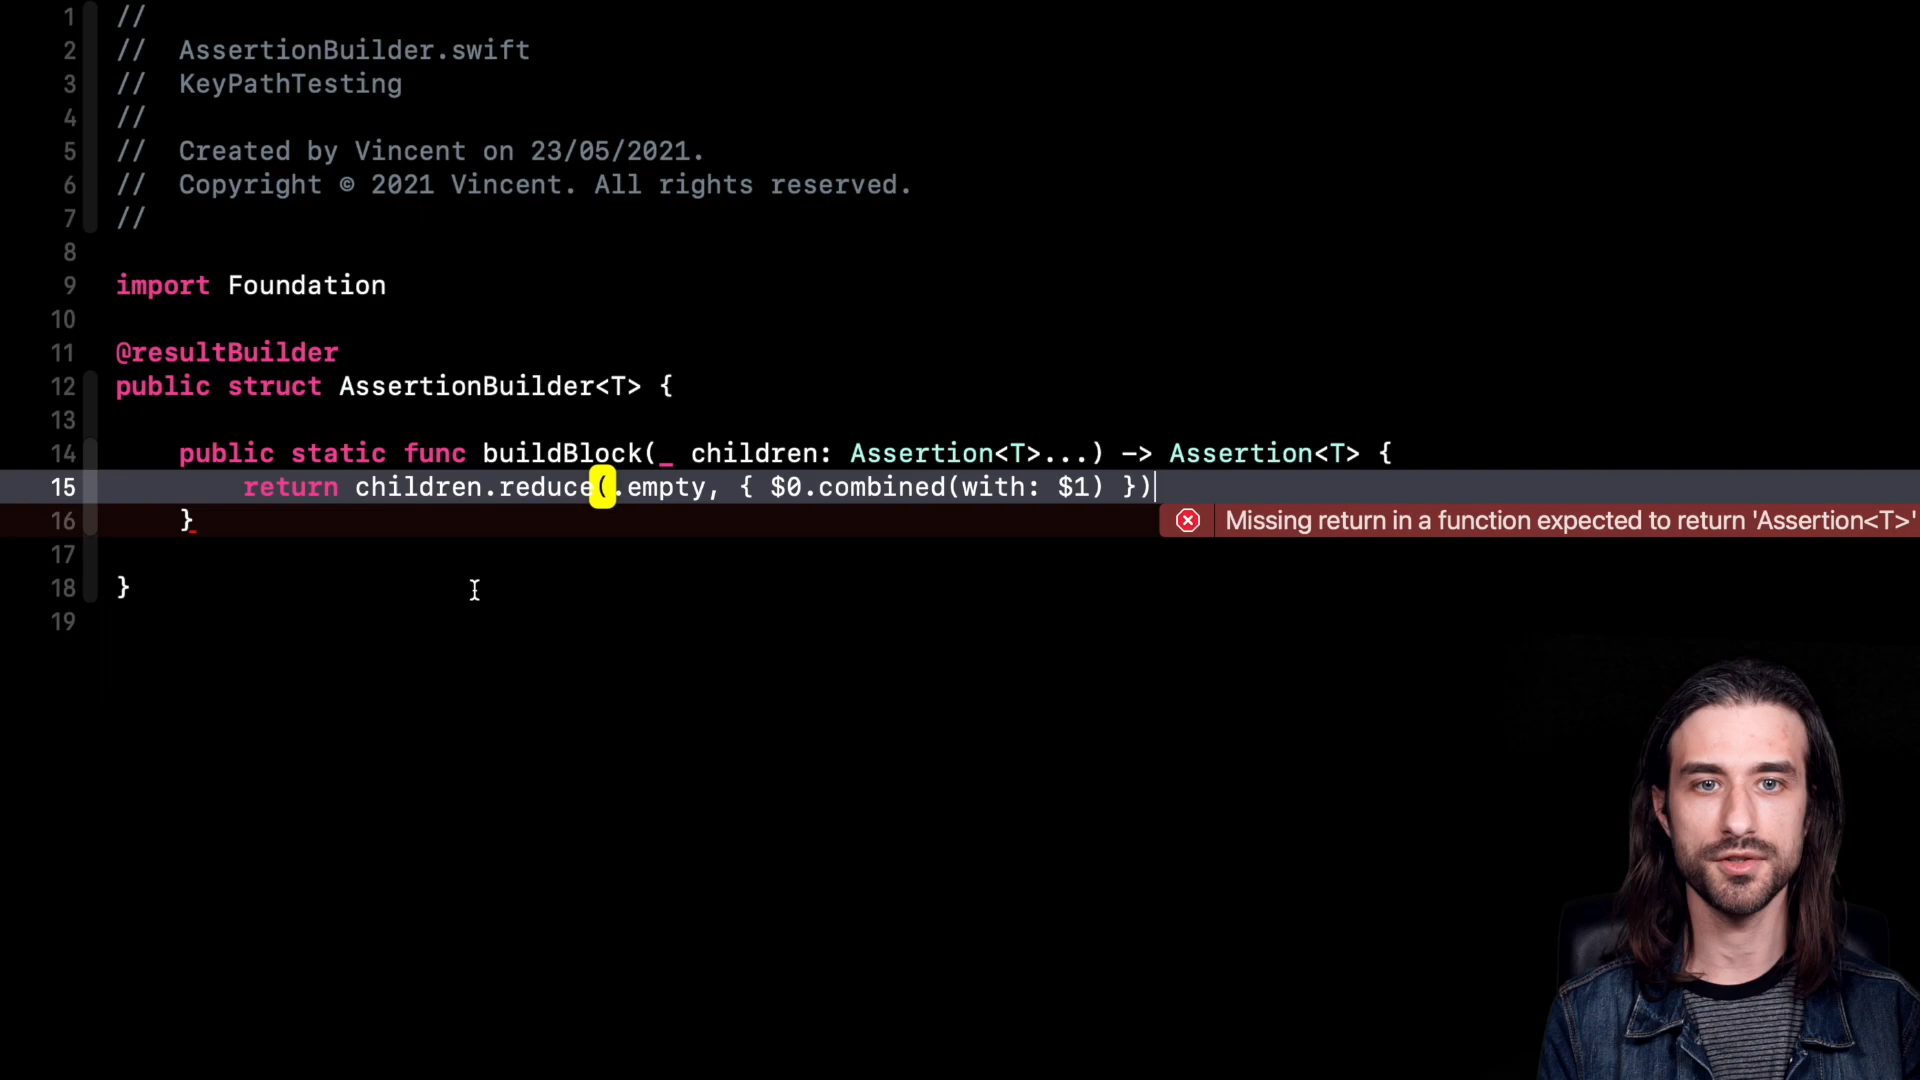 1 //
2 // AssertionBuilder.swift
3 // KeyPathTesting
4 //
5 // Created by Vincent on 23/05/2021.
6 // Copyright © 2021 Vincent. All rights reserved.
7 //
8
9 import Foundation
10
11 @resultBuilder
12 public struct AssertionBuilder<T> {
13
14 public static func buildBlock(_ children: Assertion<T>...) -> Assertion<T> {
15 return children.reduce(.empty, { $0.combined(with: $1) })
16 } Missing return in a function expected to return 'Assertion<T>'
17
18 }
19